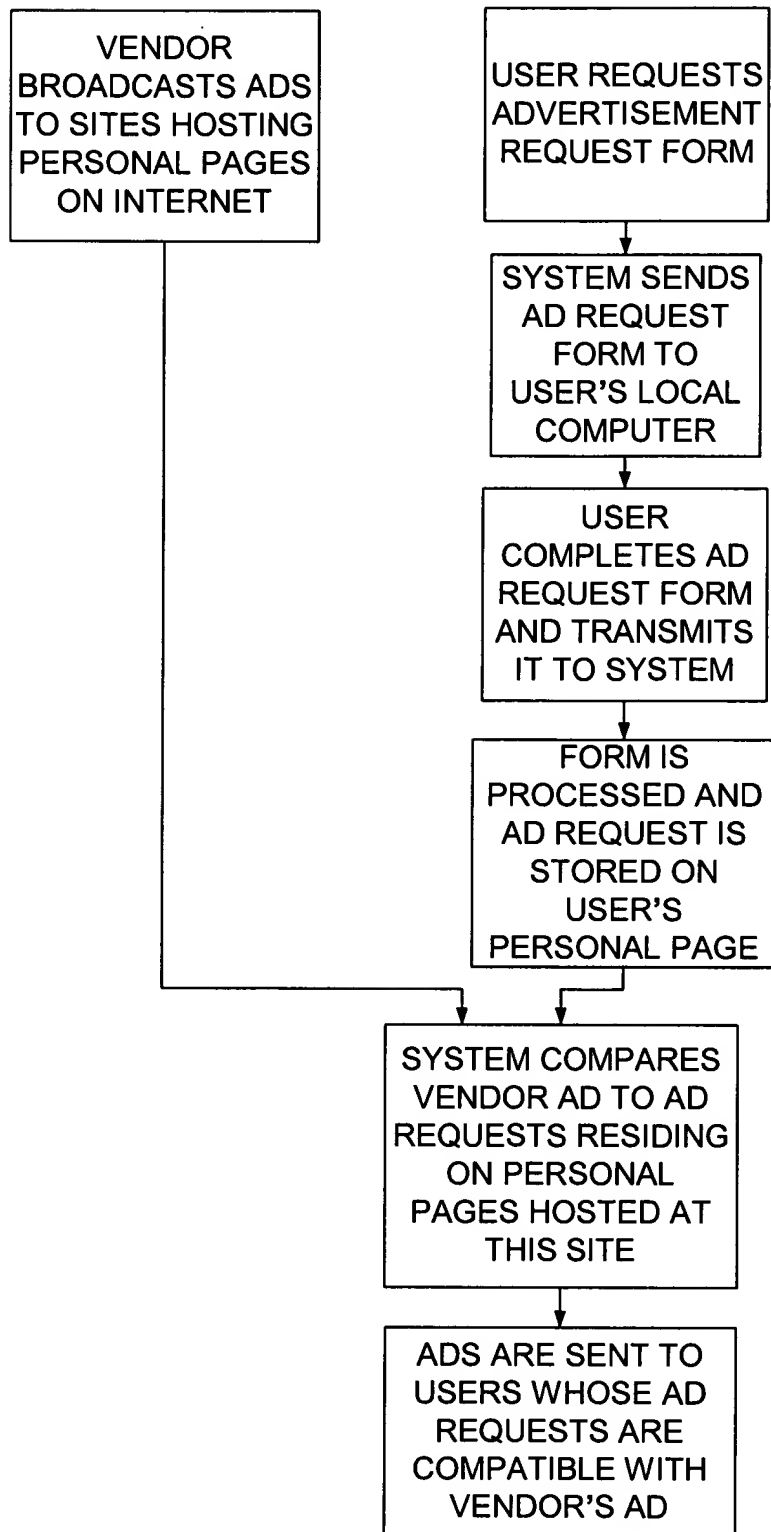 VENDOR
BROADCASTS ADS
TO SITES HOSTING
PERSONAL PAGES
ON INTERNET
USER REQUESTS
ADVERTISEMENT
REQUEST FORM
SYSTEM SENDS
AD REQUEST
FORM TO
USER'S LOCAL
COMPUTER
USER
COMPLETES AD
REQUEST FORM
AND TRANSMITS
IT TO SYSTEM
FORM IS
PROCESSED AND
AD REQUEST IS
STORED ON
USER'S
PERSONAL PAGE
SYSTEM COMPARES
VENDOR AD TO AD
REQUESTS RESIDING
ON PERSONAL
PAGES HOSTED AT
THIS SITE
ADS ARE SENT TO
USERS WHOSE AD
REQUESTS ARE
COMPATIBLE WITH
VENDOR'S AD